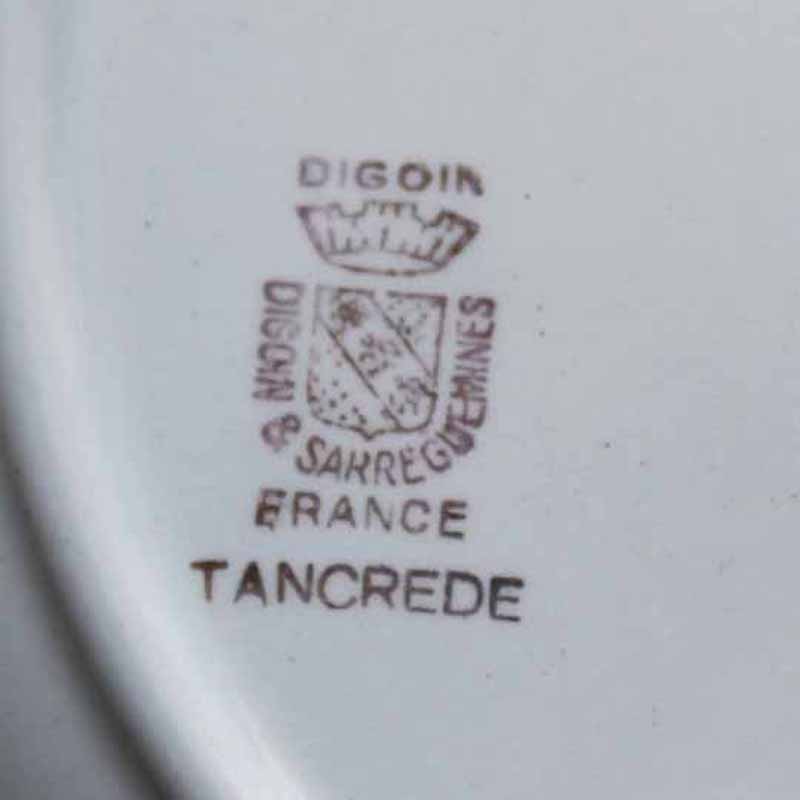 DIGOIN
DIGOIN & SARREGUEMINES
FRANCE
TANCREDE